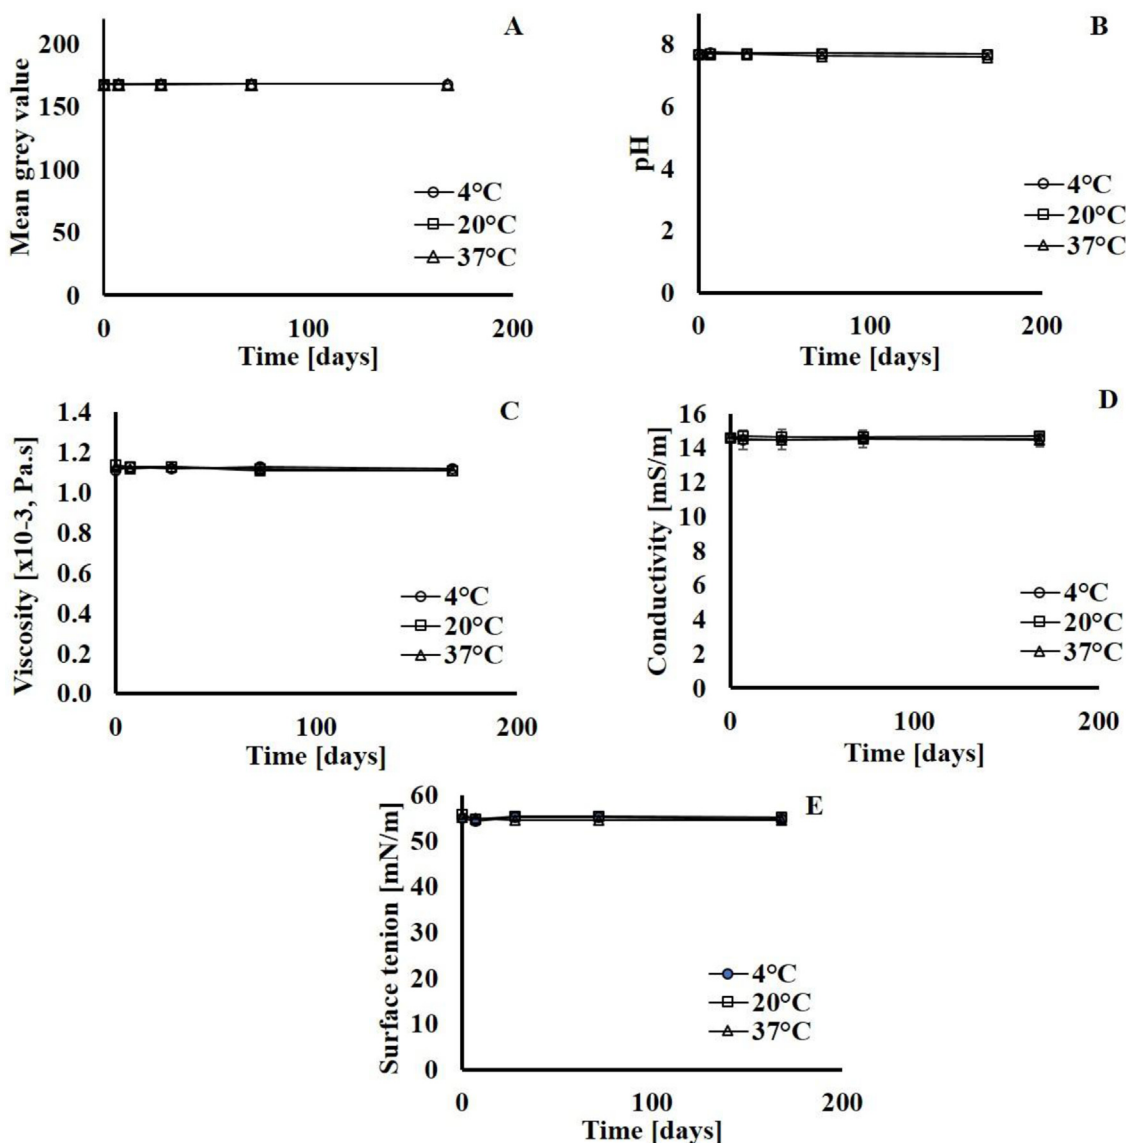 A
Mean grey value
200
150
100
50
0
4°C
20°C
37°C
0 100 200
Time [days]
B
pH
8
6
4
2
0
4°C
20°C
37°C
0 100 200
Time [days]
C
Viscosity [x10-3, Pa.s]
1.4
1.2
1.0
0.8
0.6
0.4
0.2
0.0
4°C
20°C
37°C
0 100 200
Time [days]
D
Conductivity [mS/m]
16
14
12
10
8
6
4
2
0
4°C
20°C
37°C
0 100 200
Time [days]
E
Surface tenion [mN/m]
60
50
40
30
20
10
0
4°C
20°C
37°C
0 100 200
Time [days]